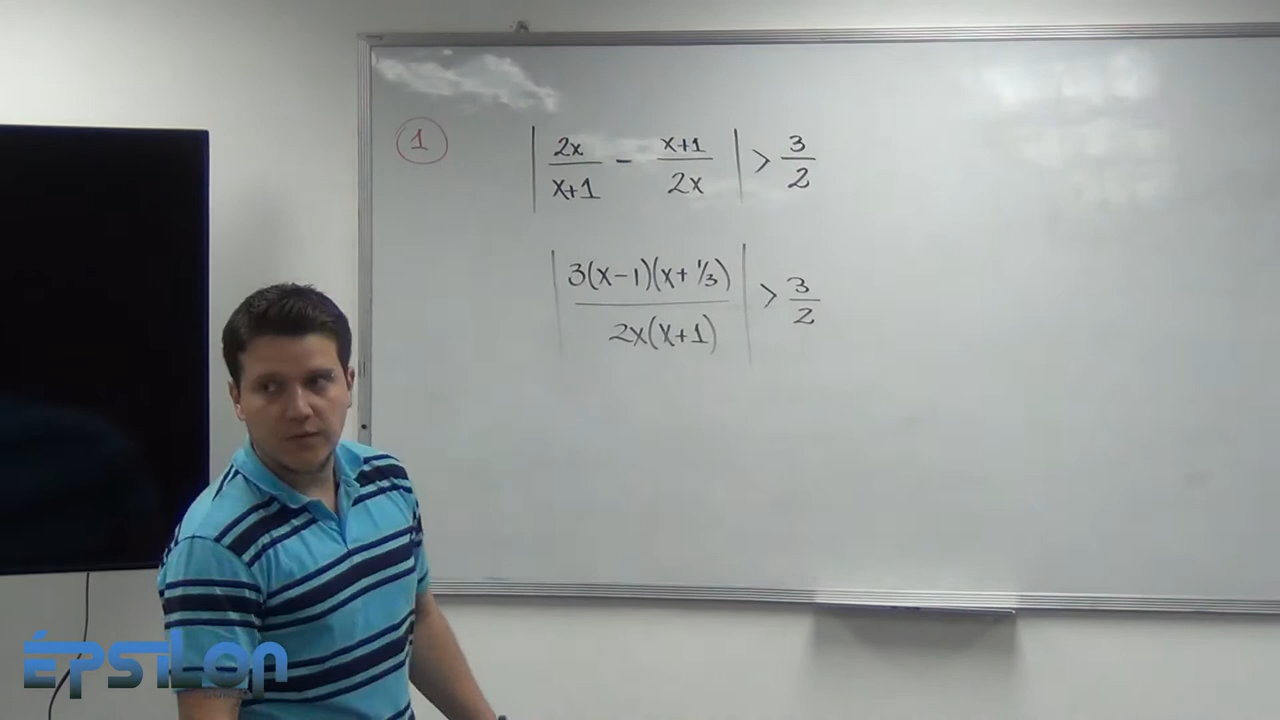 1
| 2x/x+1 - x+1/2x | > 3/2
| 3(x-1)(x+1/3)/2x(x+1) | > 3/2
ÉPSILON